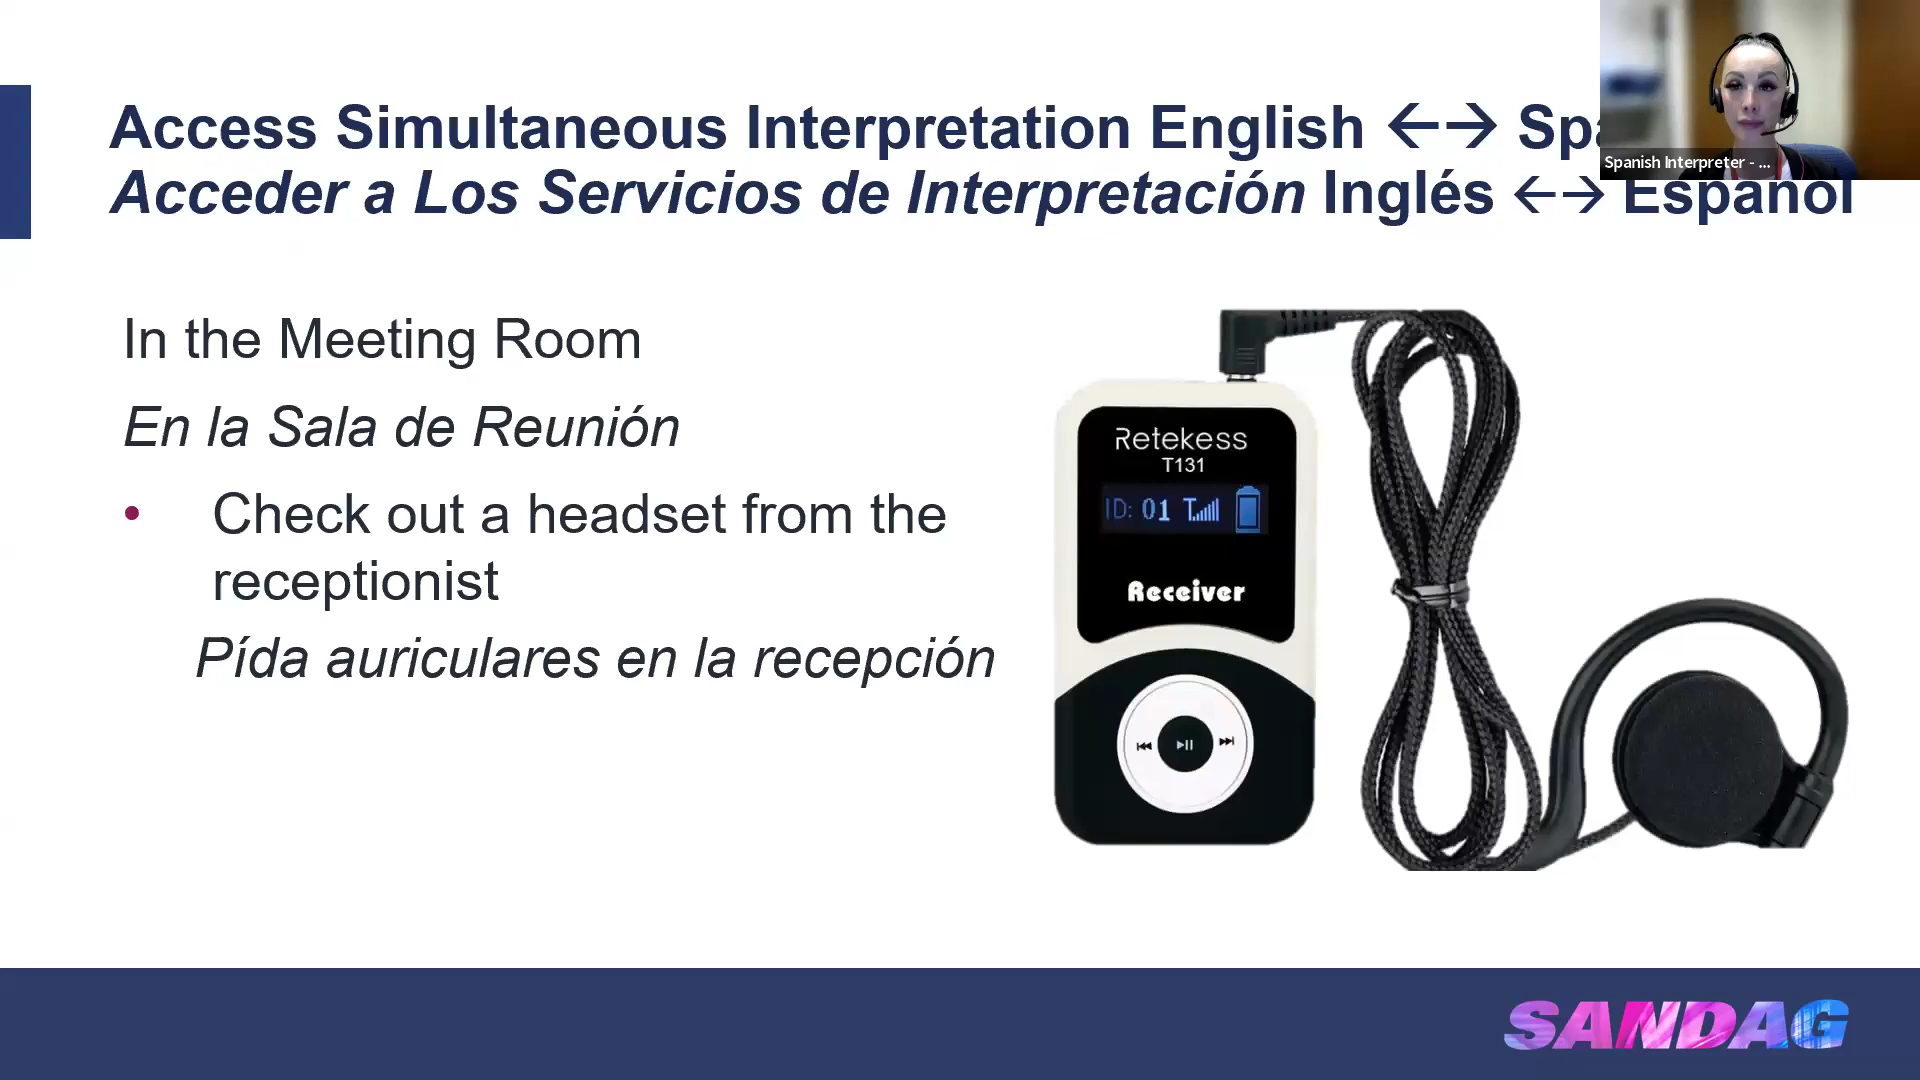 Access Simultaneous Interpretation English ←→
Acceder a Los Servicios de Interpretación Inglés ←→ Español
Spanish Interpreter - ...
In the Meeting Room
En la Sala de Reunión
• Check out a headset from the
receptionist
Pída auriculares en la recepción
Retekess
T131
ID: 01
Receiver
SANDAG